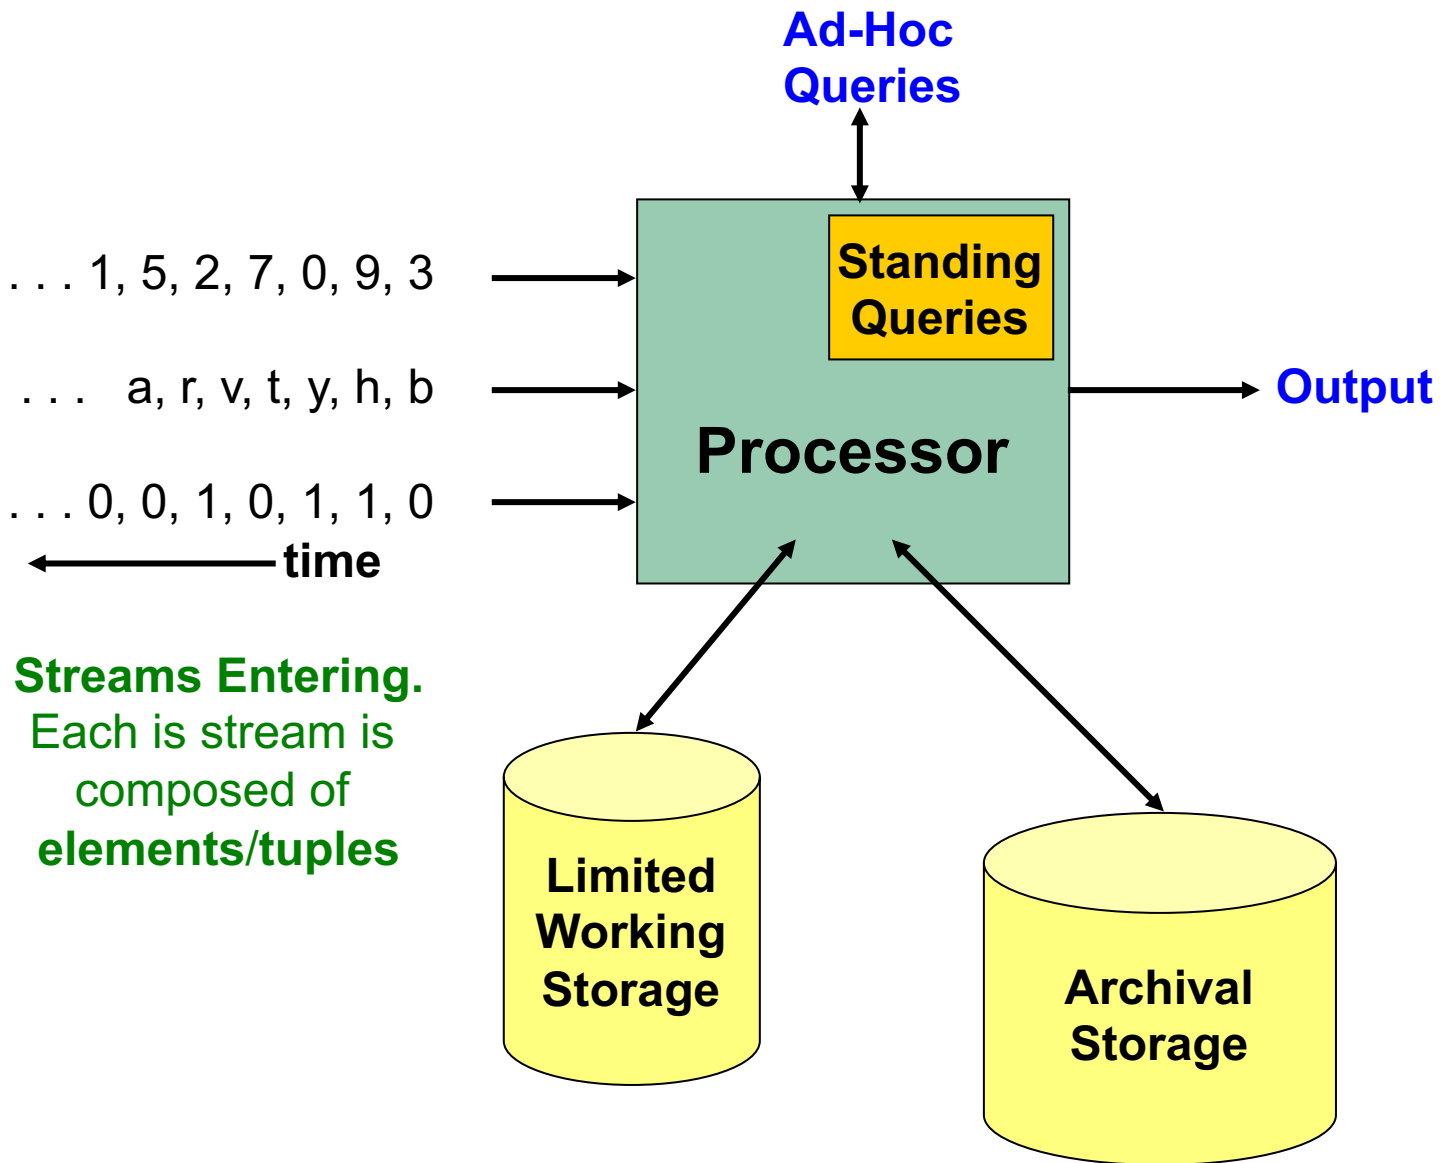 Ad-Hoc
Queries
Standing
Queries
. . . 1, 5, 2, 7, 0, 9, 3
. . . a, r, v, t, y, h, b
Output
Processor
. . . 0, 0, 1, 0, 1, 1, 0
time
Streams Entering.
Each is stream is
composed of
elements/tuples
Limited
Working
Storage
Archival
Storage